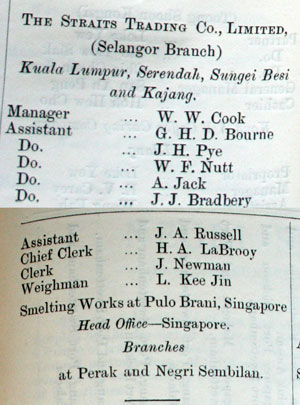 THE STRAITS TRADING CO., LIMITED,
(Selangor Branch)
Kuala Lumpur, Serendah, Sungei Besi
and Kajang.
Manager ... W. W. Cook
Assistant ... G. H. D. Bourne
Do. ... J. H. Pye
Do. ... W. F. Nutt
Do. ... A. Jack
Do. ... J. J. Bradbery
Assistant ... J. A. Russell
Chief Clerk ... H. A. LaBrooy
Clerk ... J. Newman
Weighman ... L. Kee Jin
Smelting Works at Pulo Brani, Singapore
Head Office—Singapore.
Branches
at Perak and Negri Sembilan.